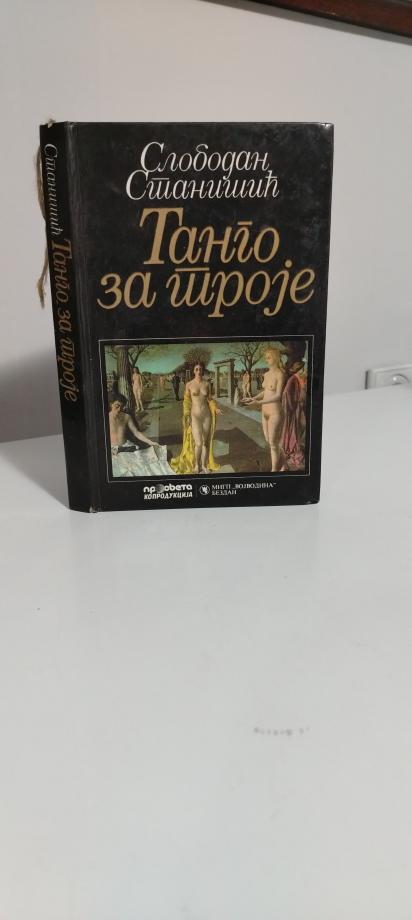 Слободан
Станишић
Танго
за троје
просвета
КОПРОДУКЦИЈА
МИГП „ВОЈВОДИНА"
БЕЗДАН
Станишић Танго за троје